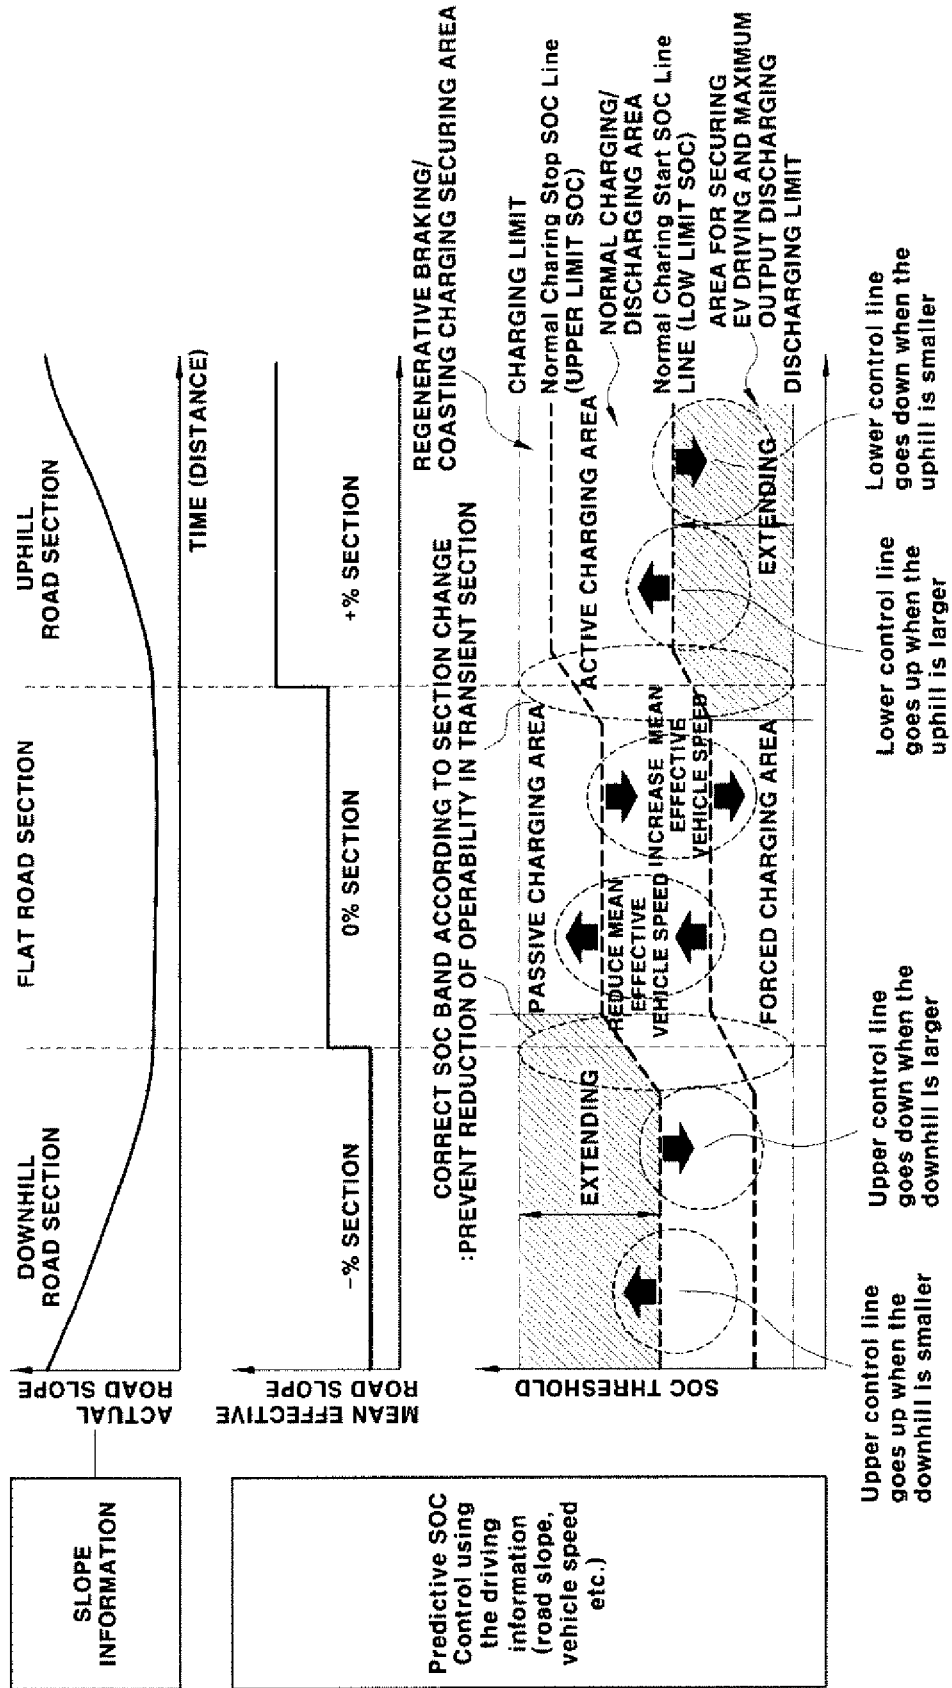 SLOPE
INFORMATION
ACTUAL
ROAD SLOPE
DOWNHILL
ROAD SECTION
FLAT ROAD SECTION
UPHILL
ROAD SECTION
TIME (DISTANCE)
Predictive SOC
Control using
the driving
information
(road slope,
vehicle speed
etc.)
MEAN EFFECTIVE
ROAD SLOPE
-% SECTION
0% SECTION
+% SECTION
CORRECT SOC BAND ACCORDING TO SECTION CHANGE
:PREVENT REDUCTION OF OPERABILITY IN TRANSIENT SECTION
REGENERATIVE BRAKING/
COASTING CHARGING SECURING AREA
SOC THRESHOLD
EXTENDING
PASSIVE CHARGING AREA
REDUCE MEAN
EFFECTIVE
VEHICLE SPEED
INCREASE MEAN
EFFECTIVE
VEHICLE SPEED
FORCED CHARGING AREA
ACTIVE CHARGING AREA
EXTENDING
CHARGING LIMIT
Normal Charing Stop SOC Line
(UPPER LIMIT SOC)
NORMAL CHARGING/
DISCHARGING AREA
Normal Charing Start SOC Line
LINE (LOW LIMIT SOC)
AREA FOR SECURING
EV DRIVING AND MAXIMUM
OUTPUT DISCHARGING
DISCHARGING LIMIT
Upper control line
goes up when the
downhill is smaller
Upper control line
goes down when the
downhill is larger
Lower control line
goes up when the
uphill is larger
Lower control line
goes down when the
uphill is smaller